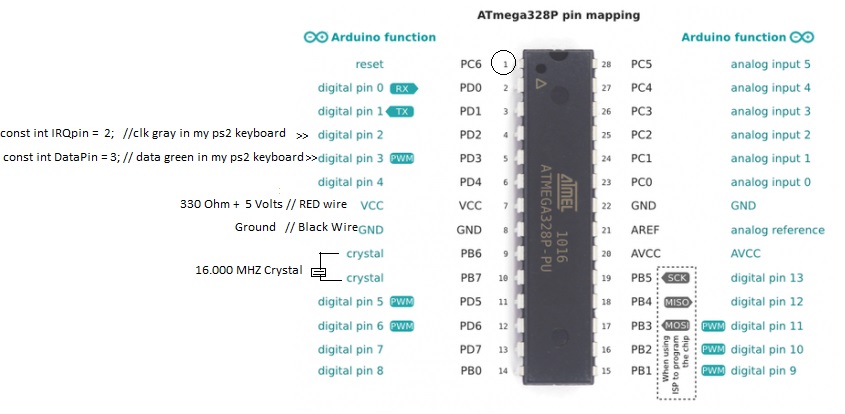 ATmega328P pin mapping
Arduino function
Arduino function
reset PC6 1 28 PC5 analog input 5
digital pin 0 RX PD0 2 27 PC4 analog input 4
digital pin 1 TX PD1 3 26 PC3 analog input 3
const int IRQpin = 2; //clk gray in my ps2 keyboard >> digital pin 2 PD2 4 25 PC2 analog input 2
const int DataPin = 3; // data green in my ps2 keyboard >> digital pin 3 PWM PD3 5 24 PC1 analog input 1
digital pin 4 PD4 6 23 PC0 analog input 0
330 Ohm + 5 Volts // RED wire VCC VCC 7 22 GND GND
Ground // Black Wire GND GND 8 21 AREF analog reference
crystal PB6 9 20 AVCC AVCC
16.000 MHZ Crystal
crystal PB7 10 19 PB5 SCK digital pin 13
digital pin 5 PWM PD5 11 18 PB4 MISO digital pin 12
digital pin 6 PWM PD6 12 17 PB3 MOSI PWM digital pin 11
digital pin 7 PD7 13 16 PB2 PWM digital pin 10
digital pin 8 PB0 14 15 PB1 PWM digital pin 9
When using
ISP to program
the chip
ATMEL
ATMEGA328P-PU
1016